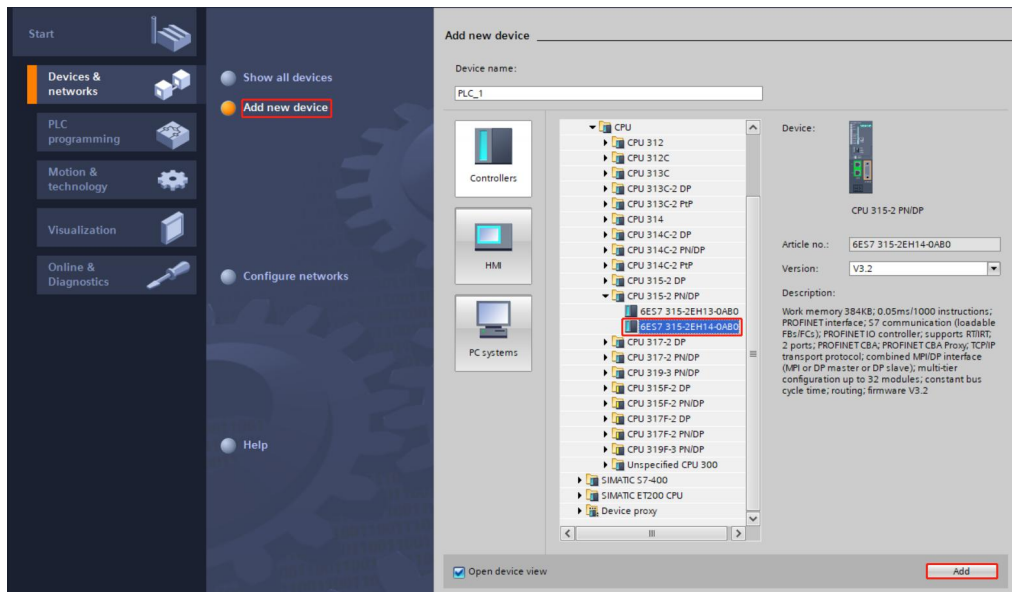 Start
Devices &
networks
PLC
programming
Motion &
technology
Visualization
Online &
Diagnostics
Show all devices
Add new device
Configure networks
Help
Add new device
Device name:
PLC_1
Controllers
HMI
PC systems
CPU
CPU 312
CPU 312C
CPU 313C
CPU 313C-2 DP
CPU 313C-2 PtP
CPU 314
CPU 314C-2 DP
CPU 314C-2 PN/DP
CPU 314C-2 PtP
CPU 315-2 DP
CPU 315-2 PN/DP
6ES7 315-2EH13-0AB0
6ES7 315-2EH14-0AB0
CPU 317-2 DP
CPU 317-2 PN/DP
CPU 319-3 PN/DP
CPU 315F-2 DP
CPU 315F-2 PN/DP
CPU 317F-2 DP
CPU 317F-2 PN/DP
CPU 319F-3 PN/DP
Unspecified CPU 300
SIMATIC S7-400
SIMATIC ET200 CPU
Device proxy
Device:
CPU 315-2 PN/DP
Article no.: 6ES7 315-2EH14-0AB0
Version: V3.2
Description:
Work memory 384KB; 0.05ms/1000 instructions;
PROFINET interface; S7 communication (loadable
FBs/FCs); PROFINET IO controller; supports RT/IRT,
2 ports; PROFINET CBA; PROFINET CBA Proxy; TCP/IP
transport protocol; combined MPI/DP interface
(MPI or DP master or DP slave); multi-tier
configuration up to 32 modules; constant bus
cycle time; routing; firmware V3.2
Open device view
Add